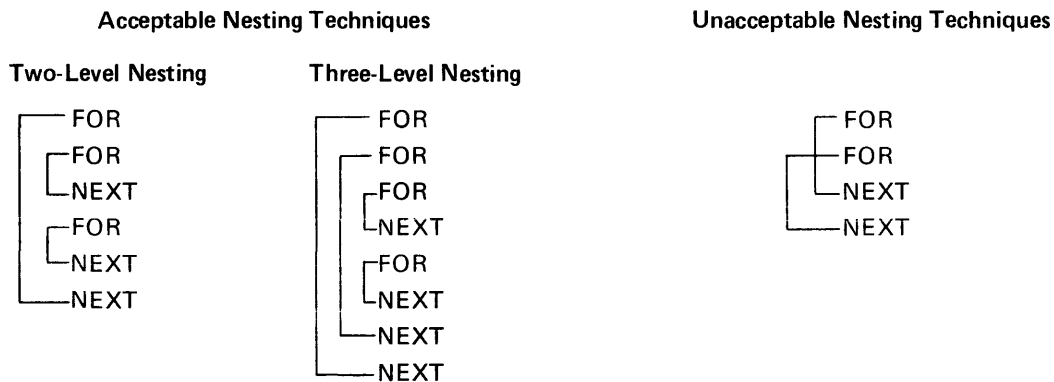 Acceptable Nesting Techniques
Two-Level Nesting
FOR
FOR
NEXT
FOR
NEXT
NEXT
Three-Level Nesting
FOR
FOR
FOR
NEXT
FOR
NEXT
NEXT
NEXT
Unacceptable Nesting Techniques
FOR
FOR
NEXT
NEXT